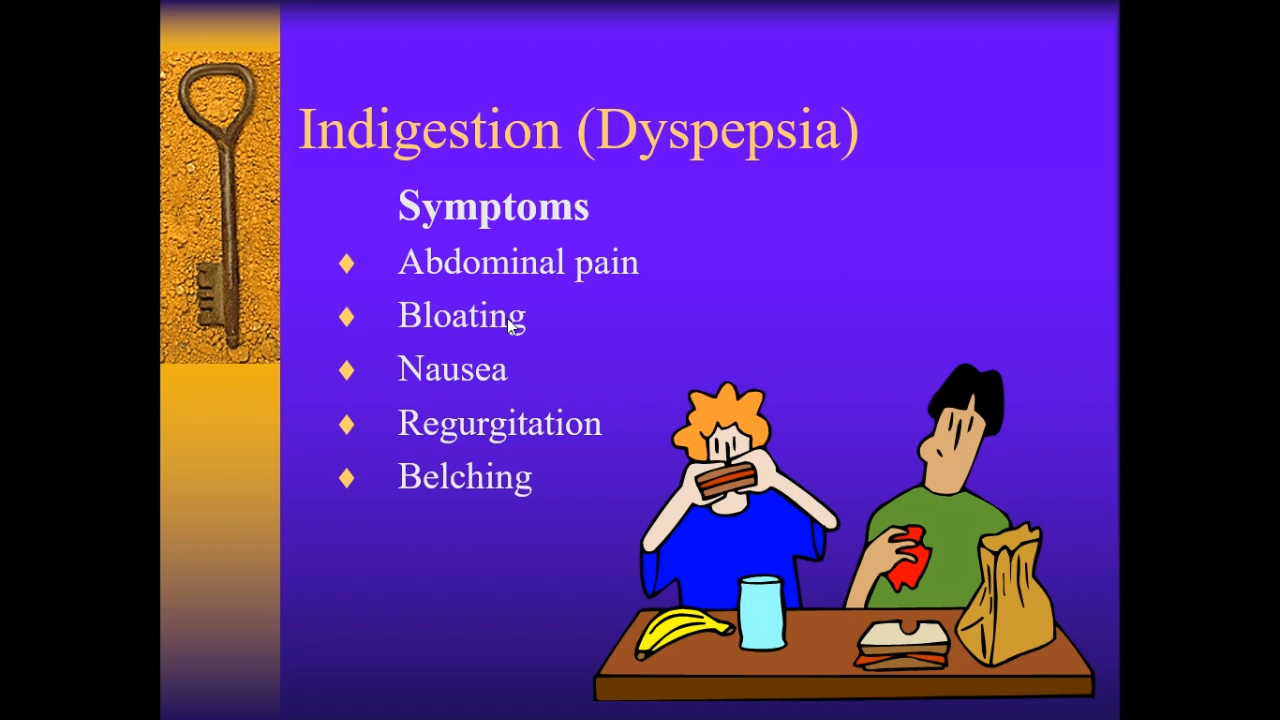 Indigestion (Dyspepsia)
Symptoms
Abdominal pain
Bloating
Nausea
Regurgitation
Belching